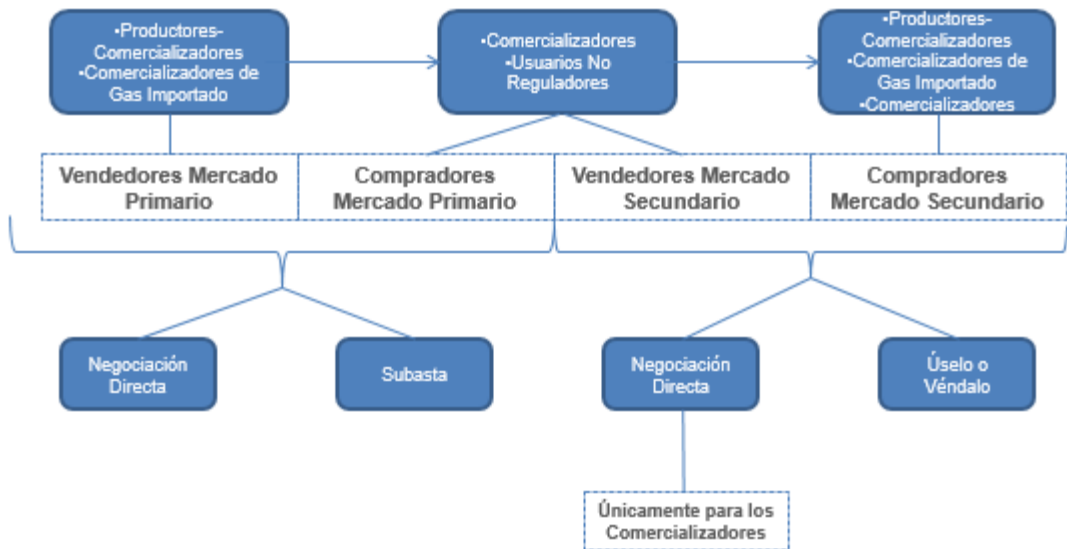 •Productores-
Comercializadores
•Comercializadores de
Gas Importado
•Comercializadores
•Usuarios No
Reguladores
•Productores-
Comercializadores
•Comercializadores de
Gas Importado
•Comercializadores
Vendedores Mercado
Primario
Compradores
Mercado Primario
Vendedores Mercado
Secundario
Compradores
Mercado Secundario
Negociación
Directa
Subasta
Negociación
Directa
Úselo o
Véndalo
Únicamente para los
Comercializadores